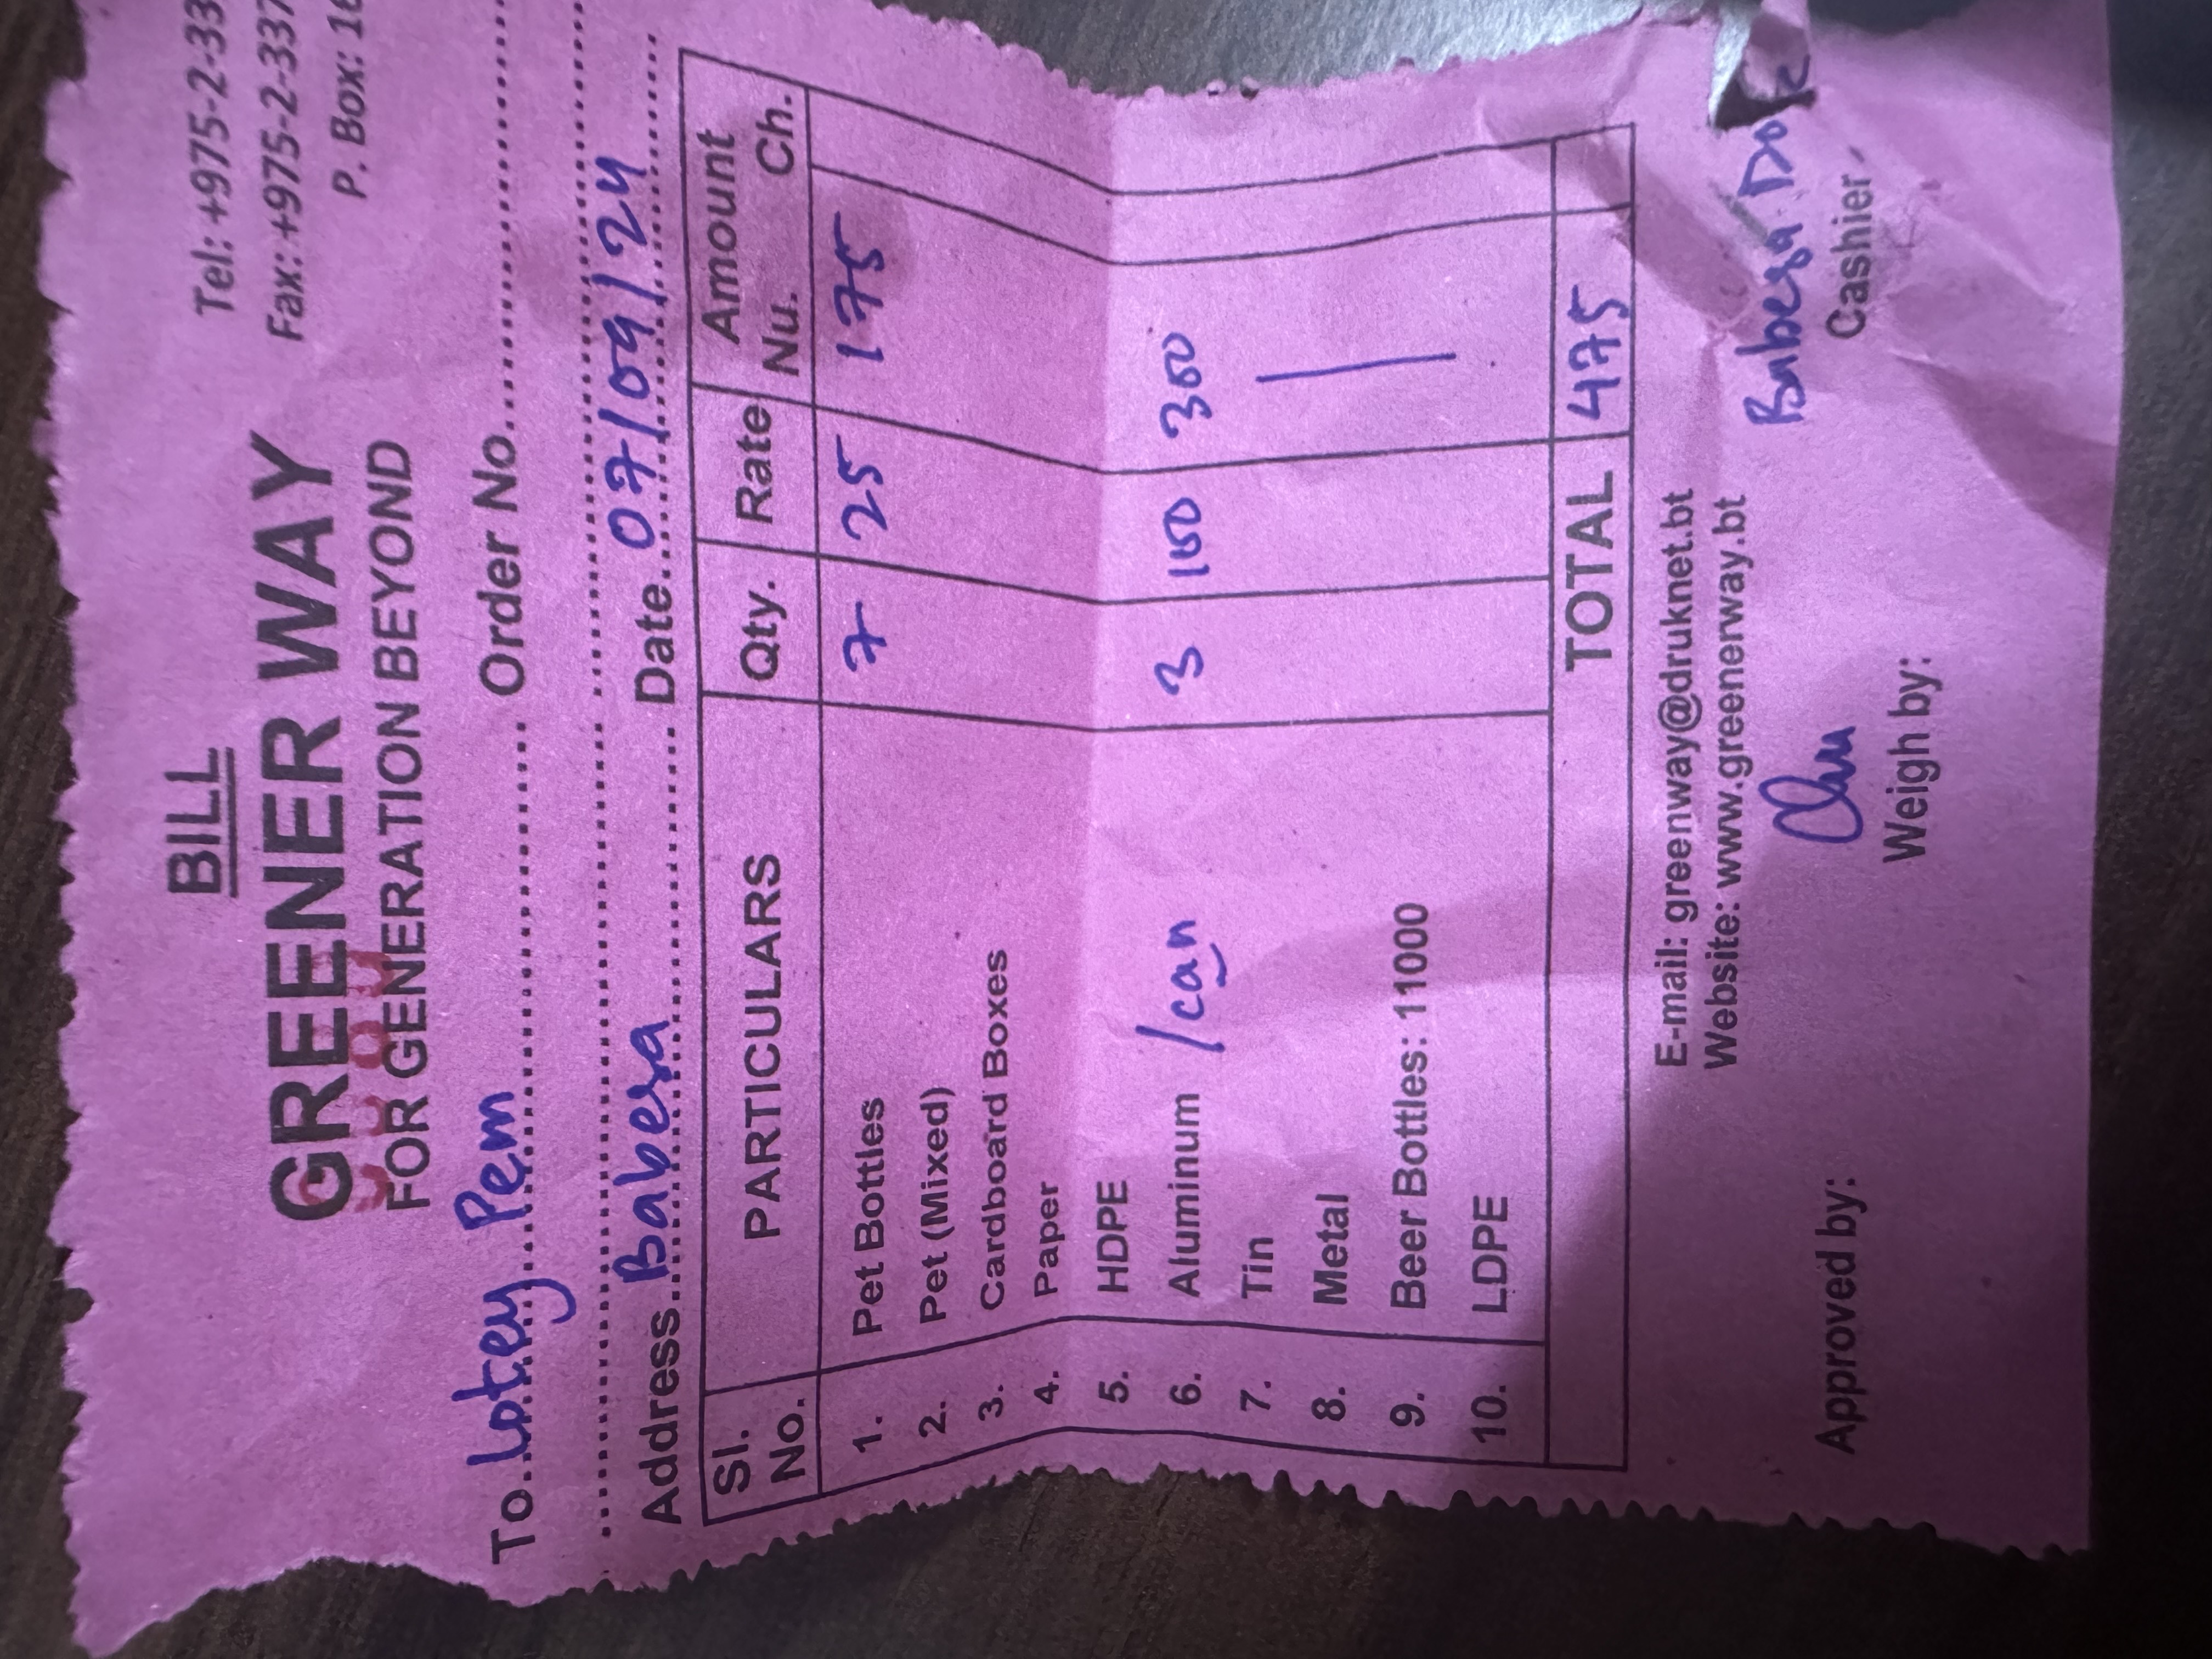 BILL
Tel: +975-2-33
GREENER WAY
Fax: +975-2-337
FOR GENERATION BEYOND
P. Box: 16
To Lotey Pem Order No.
Address Babesa Date 07/09/24
Sl. No. PARTICULARS Qty. Rate Amount Nu. Ch.
1. Pet Bottles 7 25 175
2. Pet (Mixed)
3. Cardboard Boxes
4. Paper
5. HDPE
6. Aluminum /can 3 100 300
7. Tin
8. Metal
9. Beer Bottles: 11000
10. LDPE
TOTAL 475
E-mail: greenway@druknet.bt
Website: www.greenerway.bt
Babesa
Approved by: Weigh by: Cashier